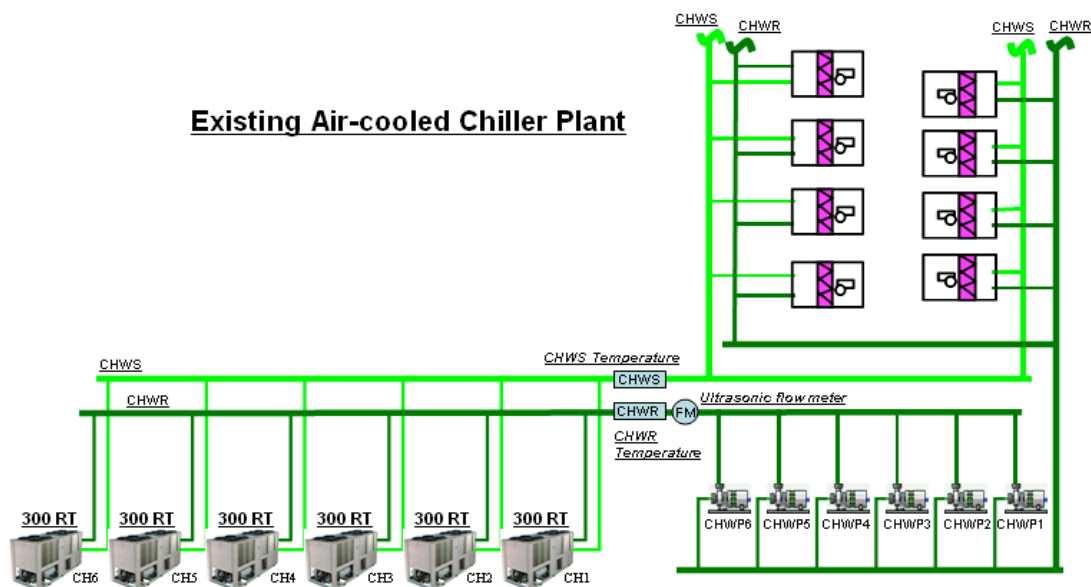 CHWS
CHWR
CHWS
CHWR
Existing Air-cooled Chiller Plant
CHWS
CHWS Temperature
CHWS
CHWR
CHWR
FM
Ultrasonic flow meter
CHWR
Temperature
300 RT
300 RT
300 RT
300 RT
300 RT
300 RT
CHWP6
CHWP5
CHWP4
CHWP3
CHWP2
CHWP1
CH6
CH5
CH4
CH3
CH2
CH1